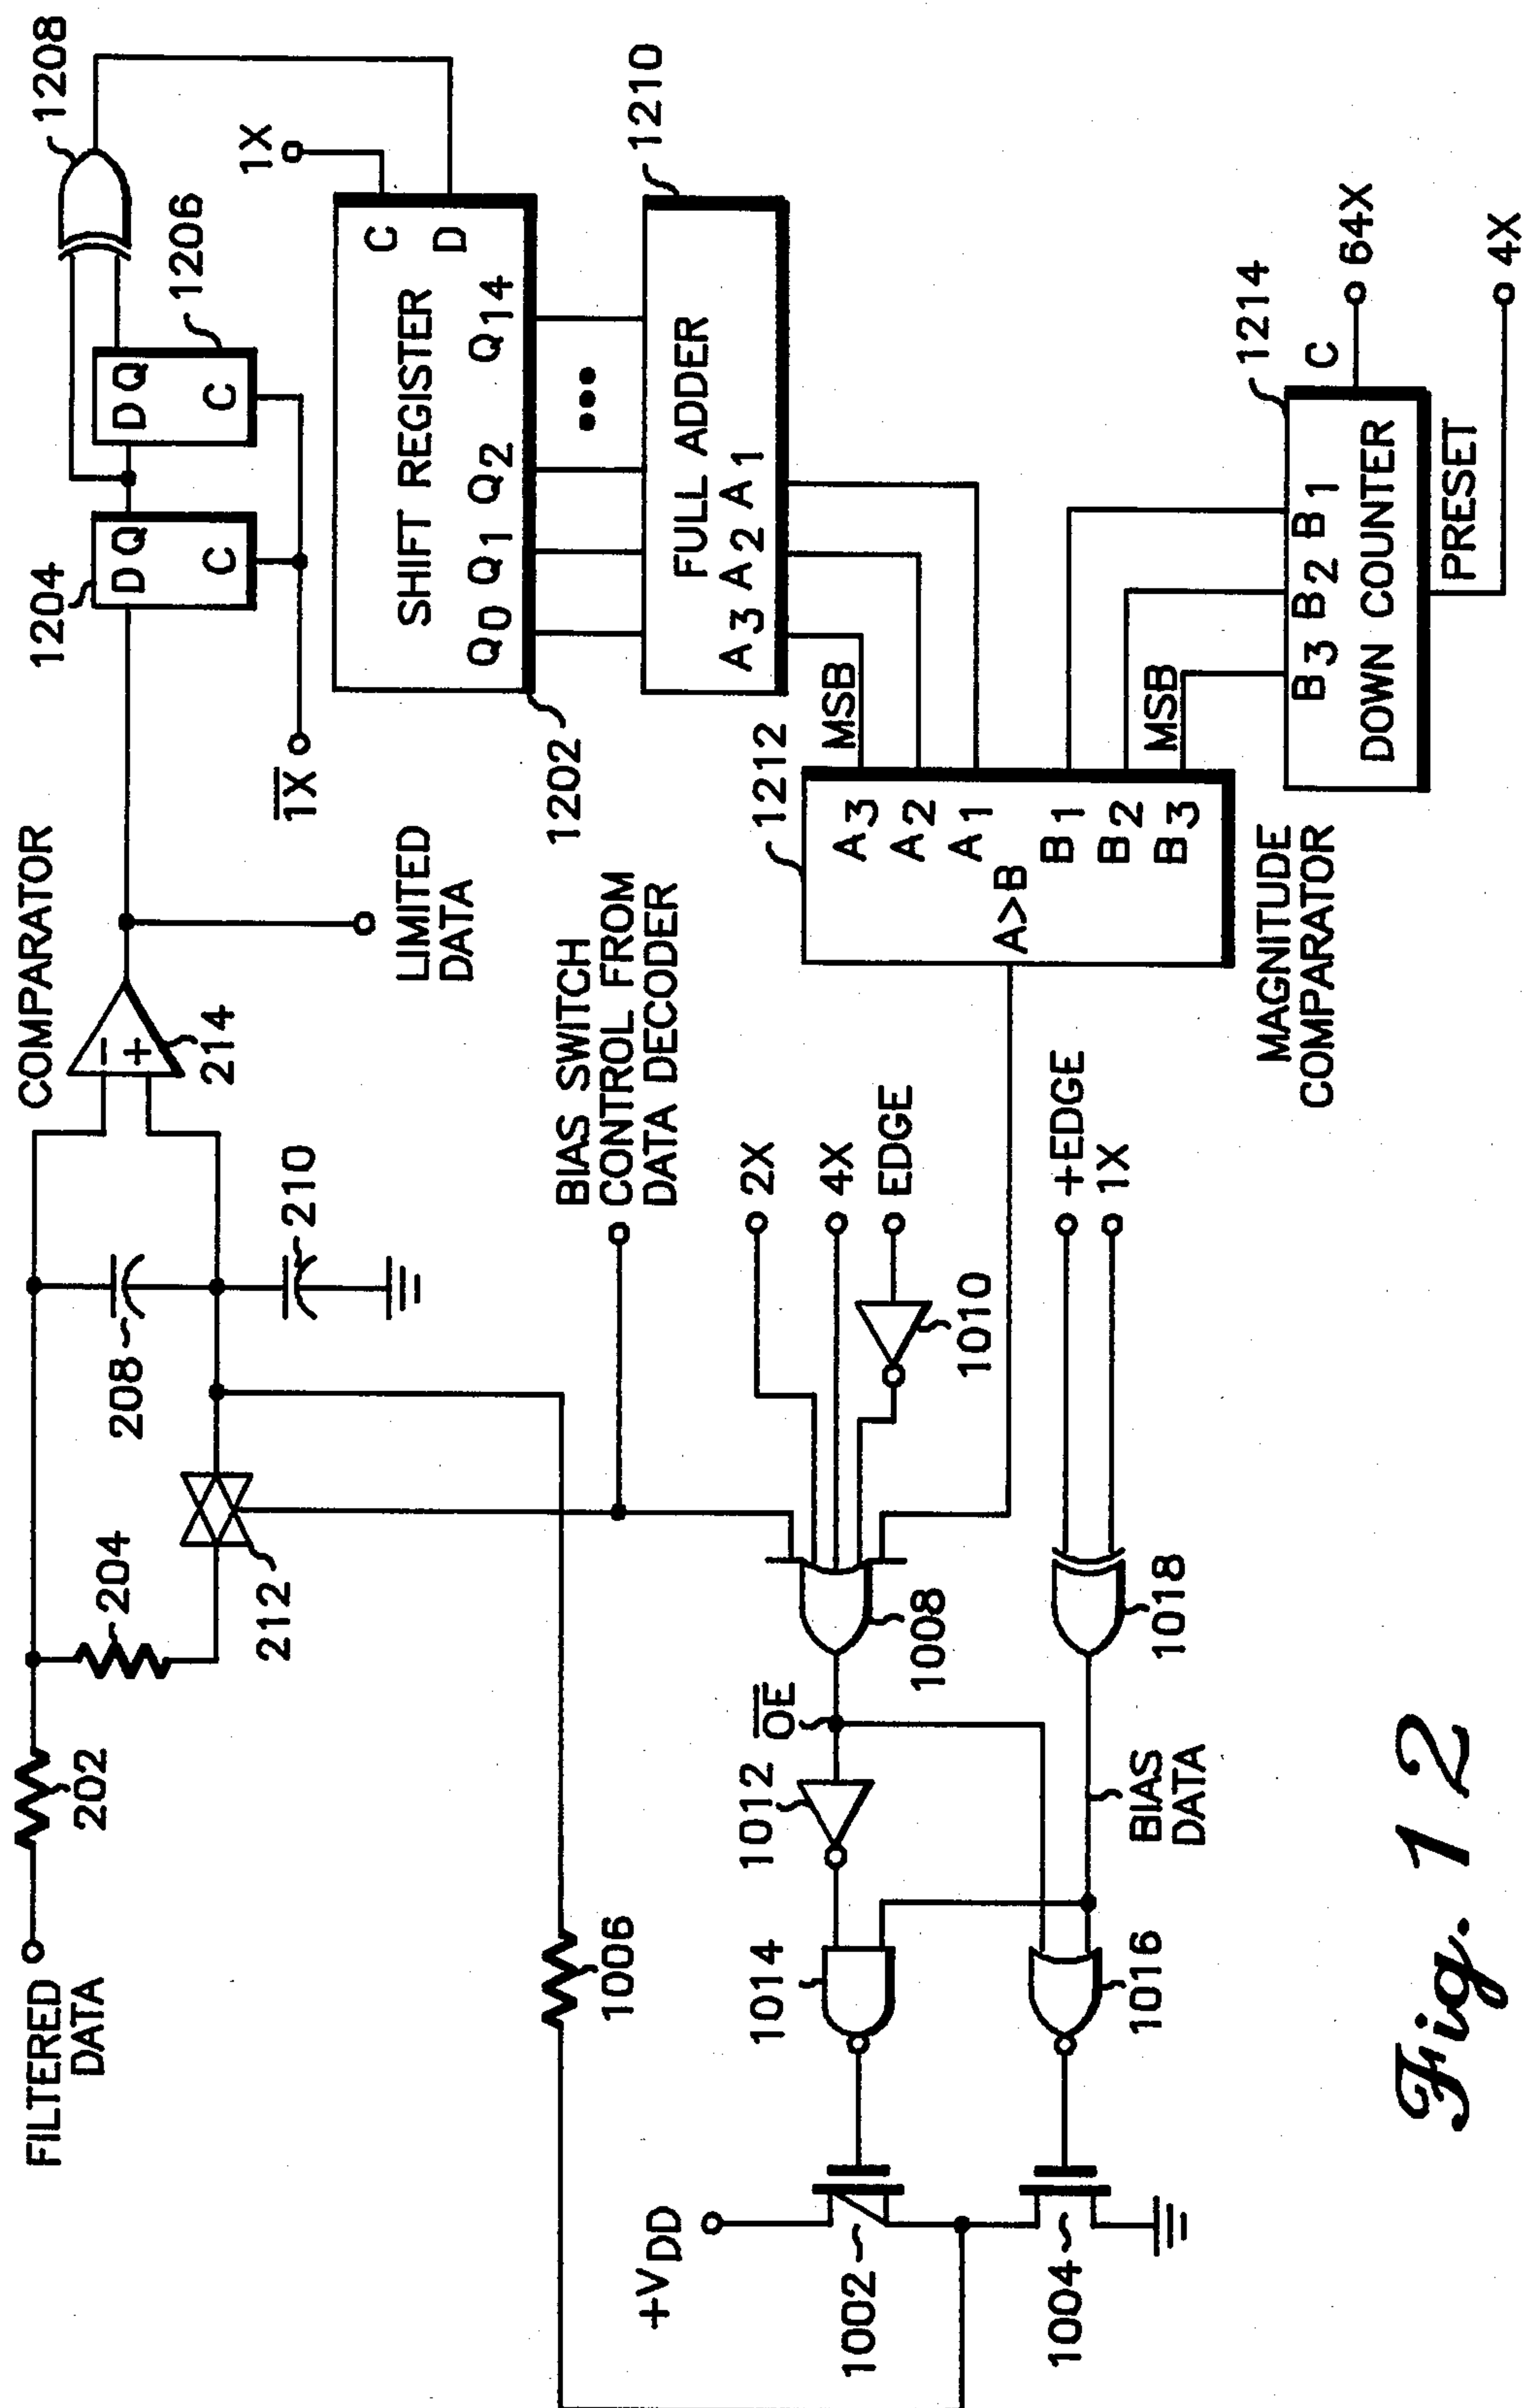 FILTERED
DATA
202
204
212
208
210
COMPARATOR
−
+
214
LIMITED
DATA
1204
D Q
C
1206
D Q
C
1208
1X
1X
SHIFT REGISTER
C
D
Q0 Q1 Q2 Q14
1202
FULL ADDER
A3 A2 A1
1210
MSB
1212
A3
A2
A1
A>B
B1
B2
B3
MAGNITUDE
COMPARATOR
MSB
B3 B2 B1
DOWN COUNTER
1214
C
64X
PRESET
4X
BIAS SWITCH
CONTROL FROM
DATA DECODER
2X
4X
EDGE
1010
+EDGE
1X
1008
1018
OE
1012
BIAS
DATA
1006
1014
1016
+VDD
1002
1004
Fig. 12